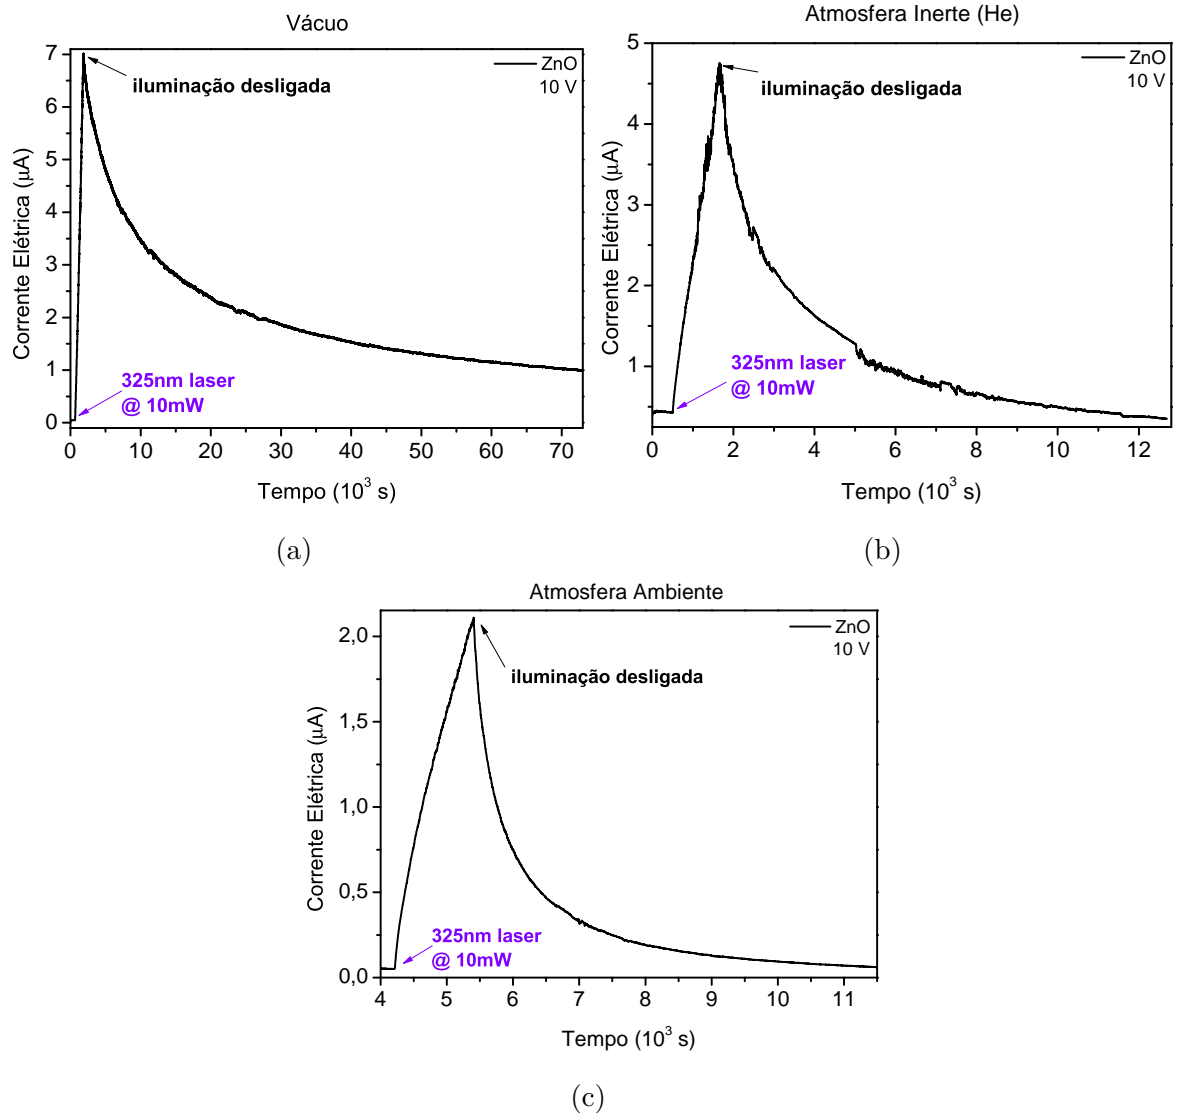 Vácuo
ZnO
10 V
iluminação desligada
325nm laser
@ 10mW
Corrente Elétrica (μA)
7
6
5
4
3
2
1
0
0 10 20 30 40 50 60
Tempo (10³ s)
(a)
Atmosfera Inerte (He)
ZnO
10 V
iluminação desligada
325nm laser
@ 10mW
Corrente Elétrica (μA)
5
4
3
2
1
0 2 4 6 8 10 12
Tempo (10³ s)
(b)
Atmosfera Ambiente
ZnO
10 V
iluminação desligada
325nm laser
@ 10mW
Corrente Elétrica (μA)
2,0
1,5
1,0
0,5
0,0
4 5 6 7 8 9 10 11
Tempo (10³ s)
(c)